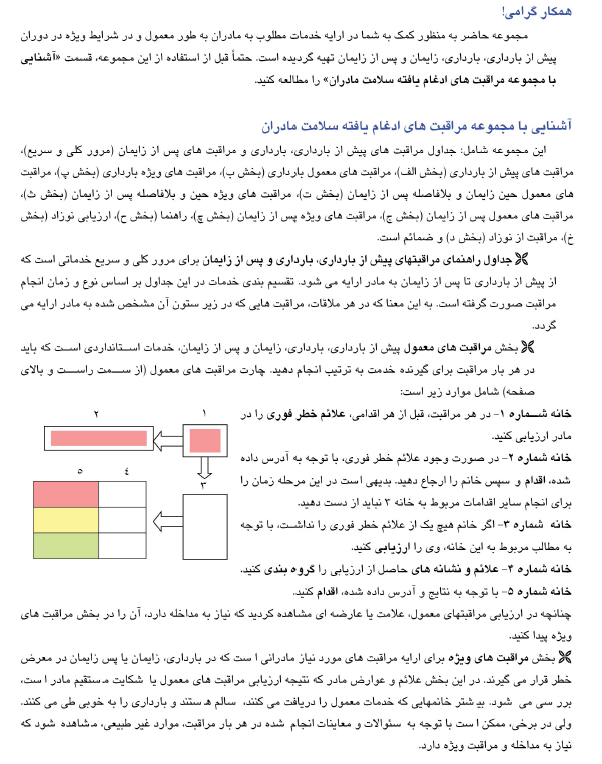 همکار گرامی!
مجموعه حاضر به منظور کمک به شما در ارایه خدمات مطلوب به مادران به طور معمول و در شرایط ویژه در دوران
پیش از بارداری، بارداری، زایمان و پس از زایمان تهیه گردیده است. حتماً قبل از استفاده از این مجموعه، قسمت «آشنایی
با مجموعه مراقبت های ادغام یافته سلامت مادران» را مطالعه کنید.
آشنایی با مجموعه مراقبت های ادغام یافته سلامت مادران
این مجموعه شامل: جداول مراقبت های پیش از بارداری، بارداری و مراقبت های پس از زایمان (مرور کلی و سریع)،
مراقبت های پیش از بارداری (بخش الف)، مراقبت های معمول بارداری (بخش ب)، مراقبت های ویژه بارداری (بخش پ)، مراقبت
های معمول حین زایمان و بلافاصله پس از زایمان (بخش ت)، مراقبت های ویژه حین و بلافاصله پس از زایمان (بخش ث)،
مراقبت های معمول پس از زایمان (بخش ج)، مراقبت های ویژه پس از زایمان (بخش چ)، راهنما (بخش ح)، ارزیابی نوزاد (بخش
خ)، مراقبت از نوزاد (بخش د) و ضمائم است.
جداول راهنمای مراقبتهای پیش از بارداری، بارداری و پس از زایمان برای مرور کلی و سریع خدماتی است که
از پیش از بارداری تا پس از زایمان به مادر ارایه می شود. تقسیم بندی خدمات در این جداول بر اساس نوع و زمان انجام
مراقبت صورت گرفته است. به این معنا که در هر ملاقات، مراقبت هایی که در زیر ستون آن مشخص شده به مادر ارایه می
گردد.
بخش مراقبت های معمول پیش از بارداری، بارداری، زایمان و پس از زایمان، خدمات استانداردی است که باید
در هر بار مراقبت برای گیرنده خدمت به ترتیب انجام دهید. چارت مراقبت های معمول (از سمت راست و بالای
صفحه) شامل موارد زیر است:
خانه شماره ۱- در هر مراقبت، قبل از هر اقدامی، علائم خطر فوری را در
مادر ارزیابی کنید.
خانه شماره ۲- در صورت وجود علائم خطر فوری، با توجه به آدرس داده
شده، اقدام و سپس خانم را ارجاع دهید. بدیهی است در این مرحله زمان را
برای انجام سایر اقدامات مربوط به خانه ۳ نباید از دست دهید.
خانه شماره ۳- اگر خانم هیچ یک از علائم خطر فوری را نداشت، با توجه
به مطالب مربوط به این خانه، وی را ارزیابی کنید.
خانه شماره ۴- علائم و نشانه های حاصل از ارزیابی را گروه بندی کنید.
خانه شماره ۵- با توجه به نتایج و آدرس داده شده، اقدام کنید.
۱
۲
۳
۴
۵
چنانچه در ارزیابی مراقبتهای معمول، علامت یا عارضه ای مشاهده کردید که نیاز به مداخله دارد، آن را در بخش مراقبت های
ویژه پیدا کنید.
بخش مراقبت های ویژه برای ارایه مراقبت های مورد نیاز مادرانی است که در بارداری، زایمان یا پس زایمان در معرض
خطر قرار می گیرند. در این بخش علائم و عوارض مادر که نتیجه ارزیابی مراقبت های معمول یا شکایت مستقیم مادر است،
بررسی می شود. بیشتر خانمهایی که خدمات معمول را دریافت می کنند، سالم هستند و بارداری را به خوبی طی می کنند.
ولی در برخی، ممکن است با توجه به سئوالات و معاینات انجام شده در هر بار مراقبت، موارد غیر طبیعی، مشاهده شود که
نیاز به مداخله و مراقبت ویژه دارد.